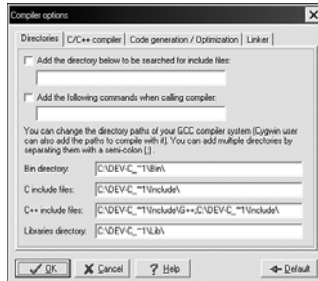 Compiler options
Directories C/C++ compiler Code generation / Optimization Linker
Add the directory below to be searched for include files:
Add the following commands when calling compiler:
You can change the directory paths of your GCC compiler system (Cygwin user
can also add the paths to compile with it). You can add multiple directories by
separating them with a semi-colon (;) .
Bin directory: C:\DEV-C_~1\Bin\
C include files: C:\DEV-C_~1\Include\
C++ include files: C:\DEV-C_~1\Include\G++,C:\DEV-C_~1\Include\
Libraries directory: C:\DEV-C_~1\Lib\
OK Cancel ? Help Default